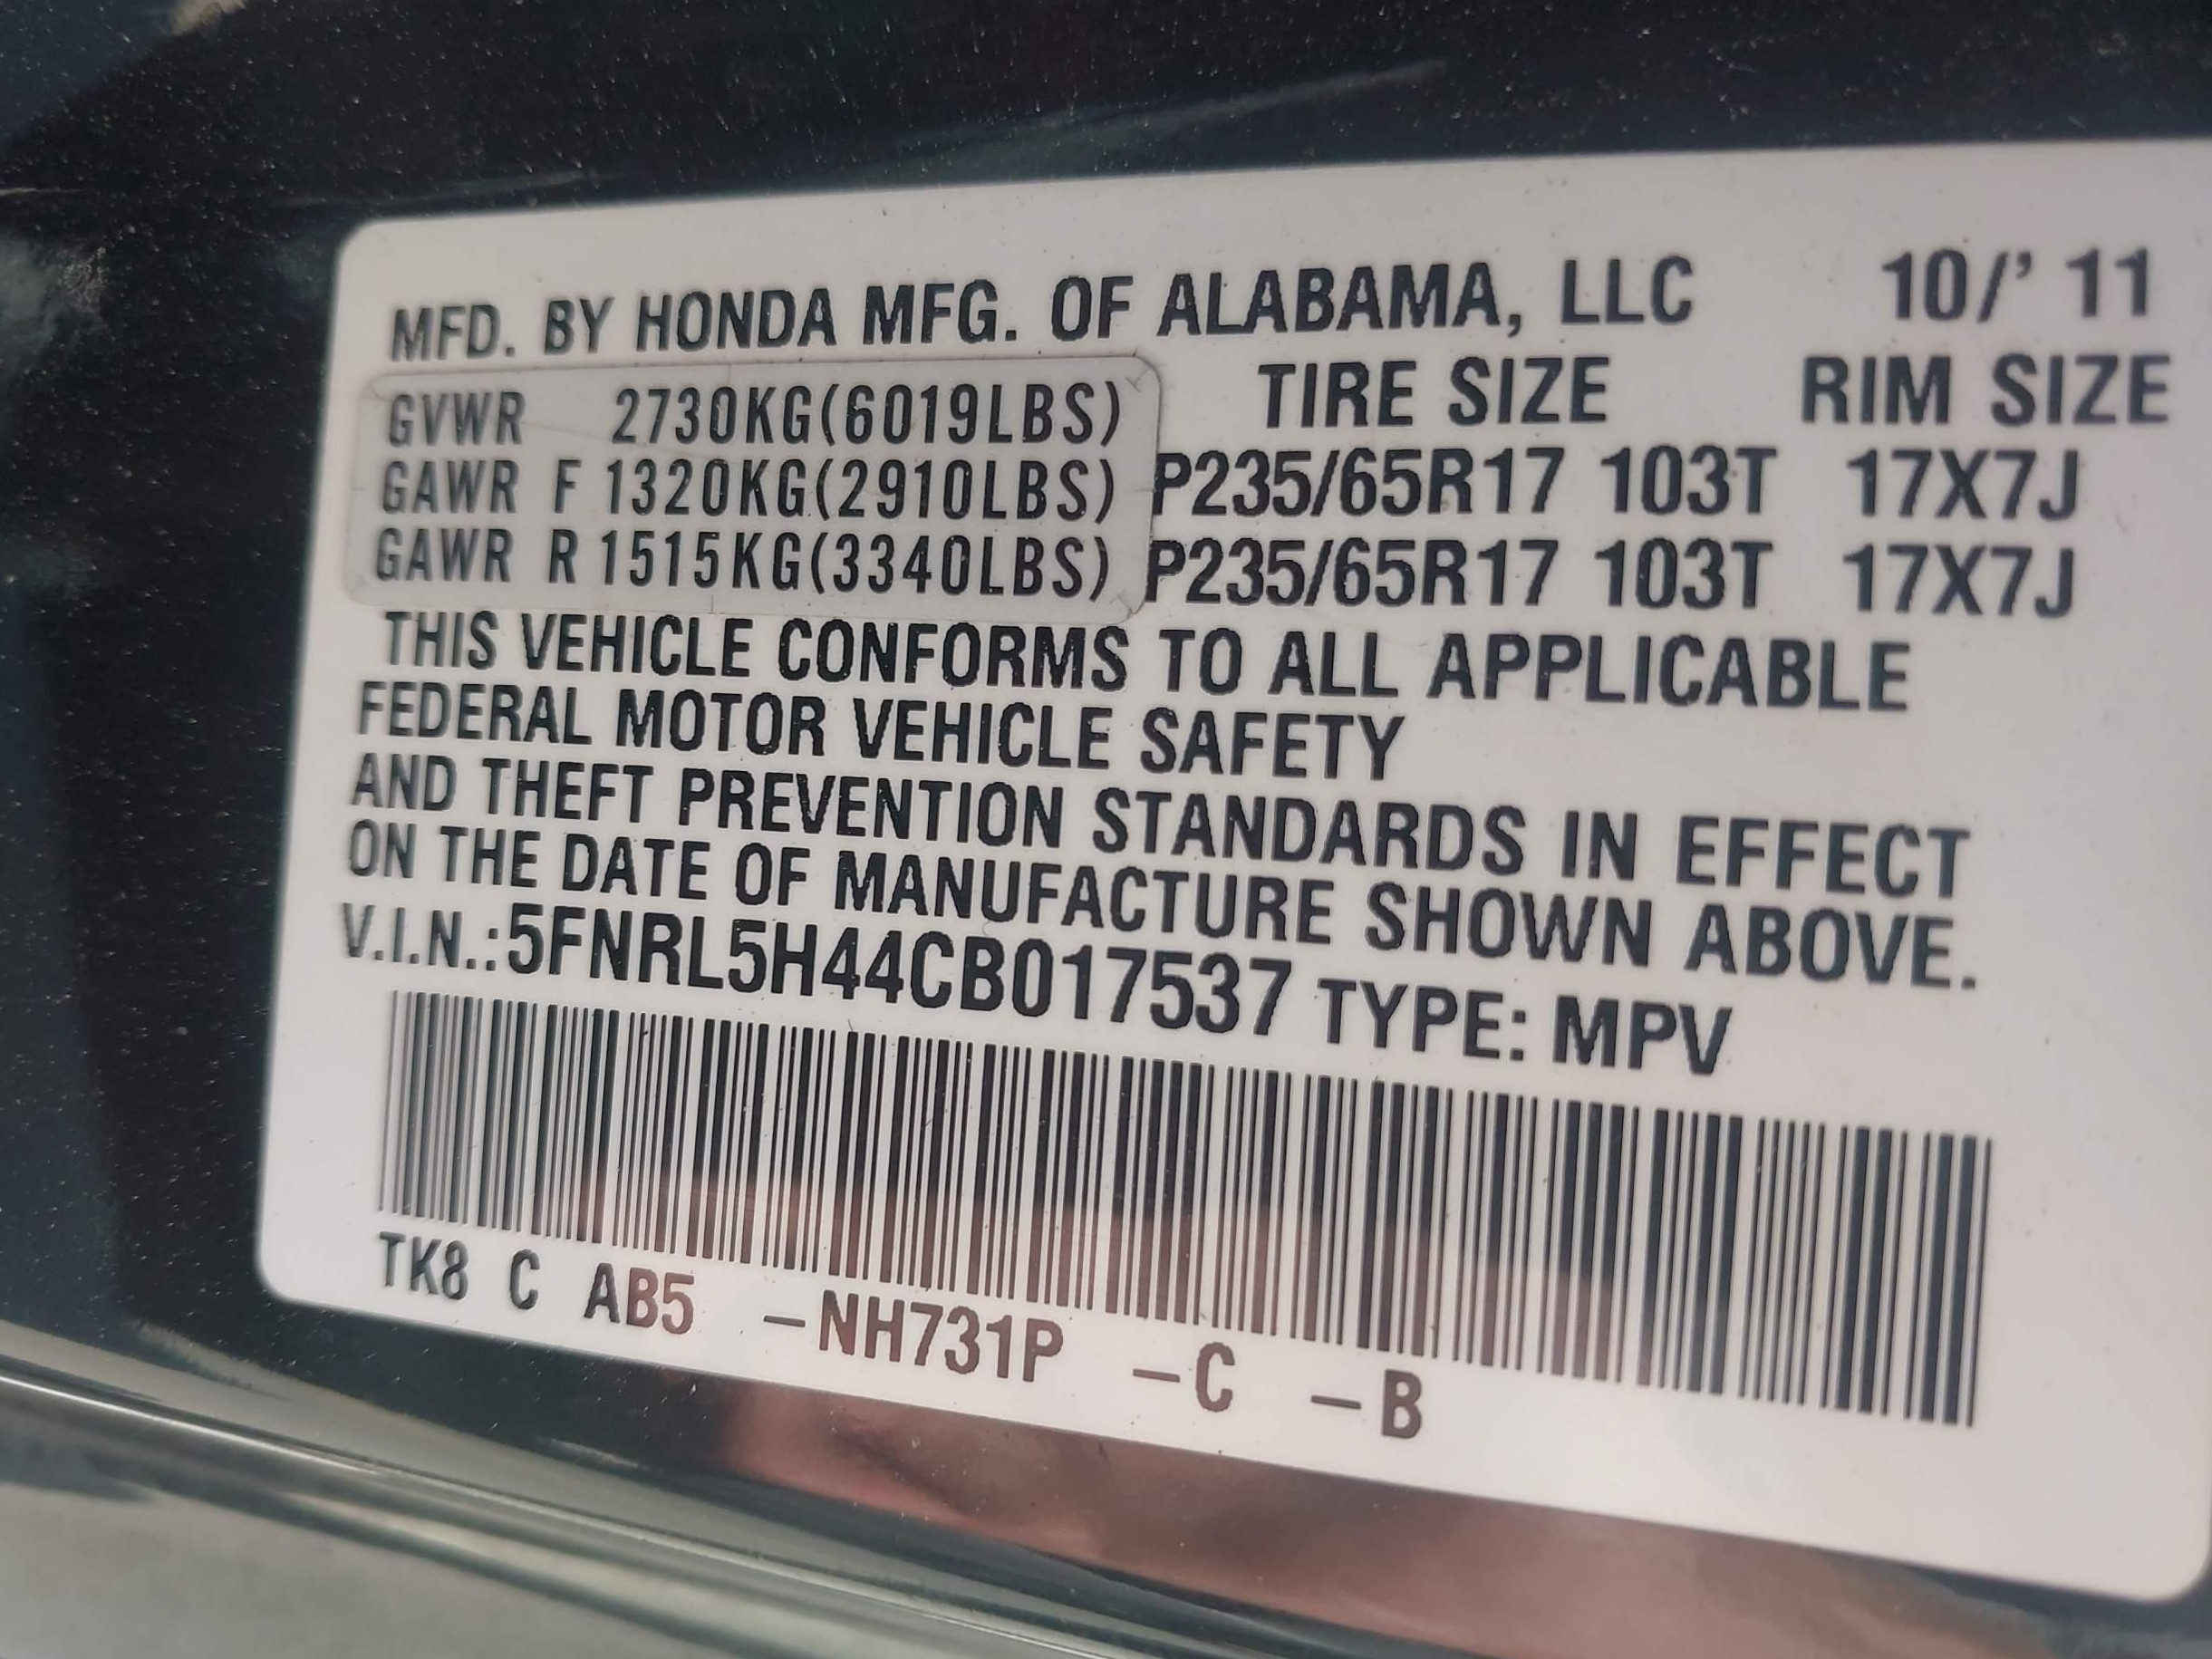 MFD. BY HONDA MFG. OF ALABAMA, LLC 10/' 11
GVWR 2730KG(6019LBS) TIRE SIZE RIM SIZE
GAWR F 1320KG(2910LBS) P235/65R17 103T 17X7J
GAWR R 1515KG(3340LBS) P235/65R17 103T 17X7J
THIS VEHICLE CONFORMS TO ALL APPLICABLE
FEDERAL MOTOR VEHICLE SAFETY
AND THEFT PREVENTION STANDARDS IN EFFECT
ON THE DATE OF MANUFACTURE SHOWN ABOVE.
V.I.N.:5FNRL5H44CB017537 TYPE: MPV
TK8 C AB5 -NH731P -C -B